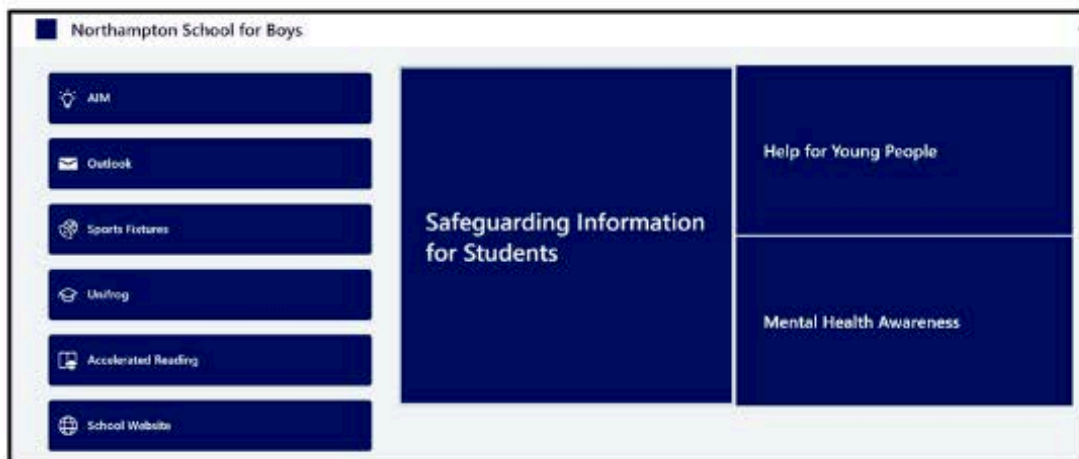 Northampton School for Boys
AIM
Outlook
Sports Fixtures
Unifrog
Accelerated Reading
School Website
Safeguarding Information
for Students
Help for Young People
Mental Health Awareness